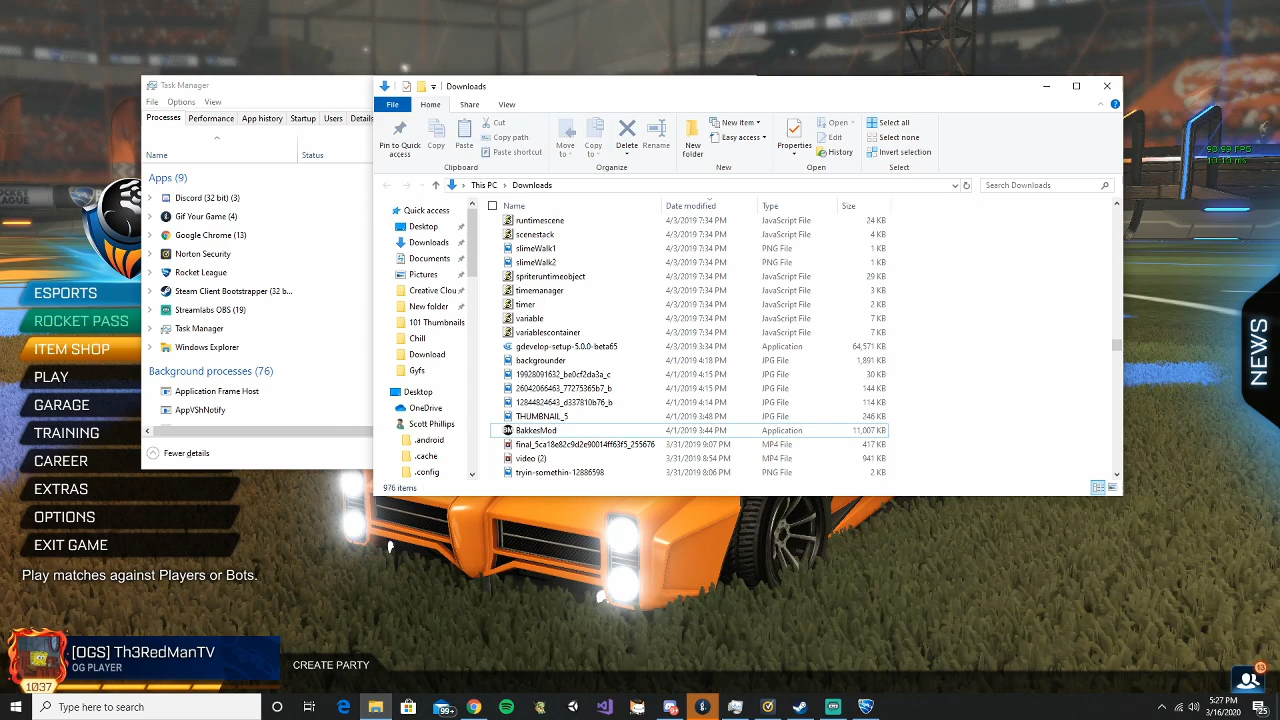 Task Manager
File Options View
Processes Performance App history Startup Users Details
Name Status
Apps (9)
Discord (32 bit) (3)
Gif Your Game (4)
Google Chrome (13)
Norton Security
Rocket League
Steam Client Bootstrapper (32 b...
Streamlabs OBS (19)
Task Manager
Windows Explorer
Background processes (76)
Application Frame Host
AppVShNotify
Fewer details
Downloads
File Home Share View
Pin to Quick access
Copy
Paste
Cut
Copy path
Paste shortcut
Clipboard
Move to
Copy to
Delete
Rename
Organize
New folder
New item
Easy access
New
Properties
Open
Edit
History
Open
Select all
Select none
Invert selection
Select
This PC Downloads
Search Downloads
Quick access
Desktop
Downloads
Documents
Pictures
Creative Clou
New folder
101 Thumbnails
Chill
Download
Gyfs
Desktop
OneDrive
Scott Phillips
.android
.cache
.config
Name Date modified Type Size
runtimescene 4/3/2019 7:34 PM JavaScript File 24 KB
scenestack 4/3/2019 7:34 PM JavaScript File 4 KB
slimeWalk1 4/3/2019 7:34 PM PNG File 1 KB
slimeWalk2 4/3/2019 7:34 PM PNG File 1 KB
spriteruntimeobject 4/3/2019 7:34 PM JavaScript File 29 KB
timemanager 4/3/2019 7:34 PM JavaScript File 3 KB
timer 4/3/2019 7:34 PM JavaScript File 2 KB
variable 4/3/2019 7:34 PM JavaScript File 7 KB
variablescontainer 4/3/2019 7:34 PM JavaScript File 7 KB
gdevelop-setup-5.0.0-beta65 4/3/2019 3:34 PM Application 64,571 KB
backgrounder 4/1/2019 4:18 PM JPG File 1,891 KB
19928091632_be0cf2da3a_c 4/1/2019 4:15 PM JPG File 30 KB
26042066463_77275365b7_b 4/1/2019 4:15 PM JPG File 144 KB
12844824643_d337810b76_b 4/1/2019 4:14 PM JPG File 114 KB
THUMBNAIL_5 4/1/2019 3:48 PM JPG File 246 KB
BakkesMod 4/1/2019 3:44 PM Application 11,007 KB
final_5ca18e82c9d2e90014ff63f5_255676 3/31/2019 9:07 PM MP4 File 417 KB
video (2) 3/31/2019 8:54 PM MP4 File 941 KB
tryin-somethin-12886598 3/31/2019 8:06 PM PNG File 2 KB
976 items
ESPORTS
ROCKET PASS
ITEM SHOP
PLAY
GARAGE
TRAINING
CAREER
EXTRAS
OPTIONS
EXIT GAME
Play matches against Players or Bots.
[OGS] Th3RedManTV
OG PLAYER
1037
CREATE PARTY
NEWS
13
Type here to search
99+
5:27 PM
3/16/2020